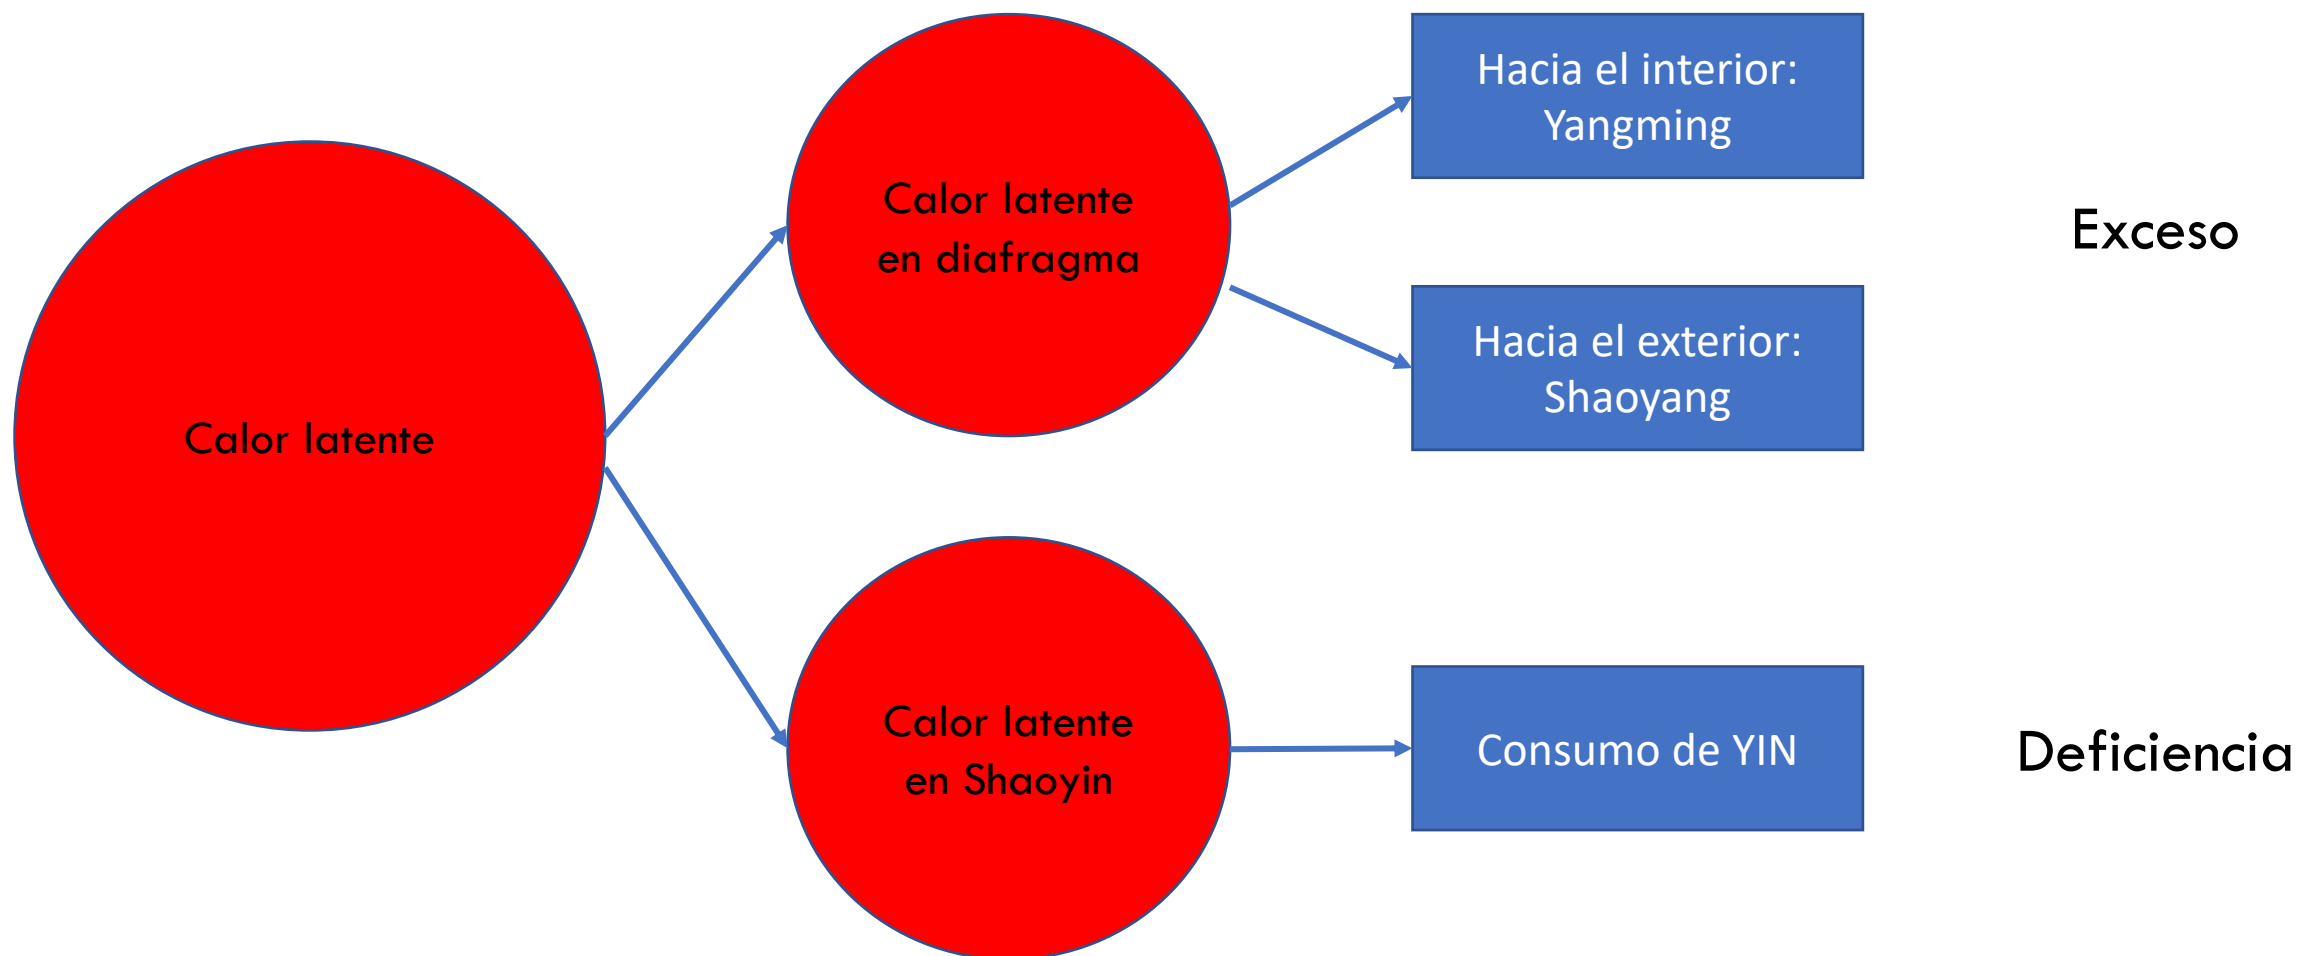 Calor latente
Calor latente
en diafragma
Hacia el interior:
Yangming
Hacia el exterior:
Shaoyang
Exceso
Calor latente
en Shaoyin
Consumo de YIN
Deficiencia